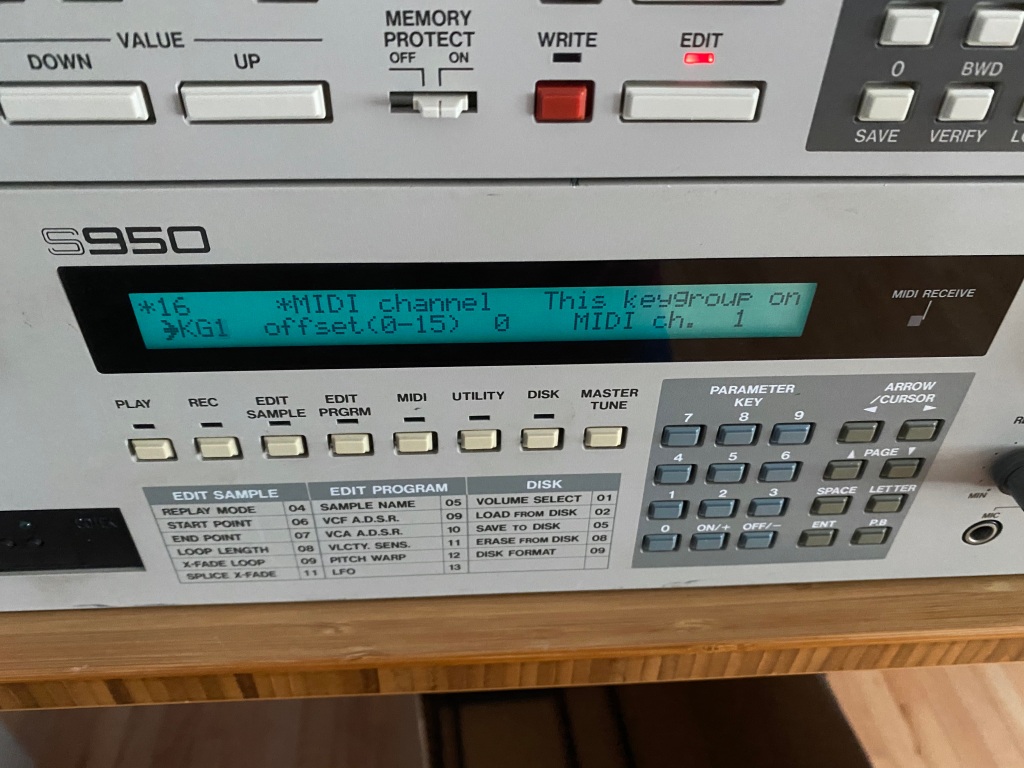 VALUE
DOWN
UP
MEMORY
PROTECT
OFF ON
WRITE
EDIT
0 BWD
SAVE VERIFY
S950
*16 *MIDI channel This keygroup on
KG1 offset(0-15) 0 MIDI ch. 1
MIDI RECEIVE
PLAY
REC
EDIT
SAMPLE
EDIT
PRGRM
MIDI
UTILITY
DISK
MASTER
TUNE
PARAMETER
KEY
7 8 9
4 5 6
1 2 3
0 ON/+ OFF/−
ARROW
/CURSOR
◀ ▶
▲ PAGE ▼
SPACE LETTER
ENT P.B
EDIT SAMPLE
REPLAY MODE 04
START POINT 06
END POINT 07
LOOP LENGTH 08
X-FADE LOOP 09
SPLICE X-FADE 11
EDIT PROGRAM
SAMPLE NAME 05
VCF A.D.S.R. 09
VCA A.D.S.R. 10
VLCTY. SENS. 11
PITCH WARP 12
LFO 13
DISK
VOLUME SELECT 01
LOAD FROM DISK 02
SAVE TO DISK 05
ERASE FROM DISK 08
DISK FORMAT 09
MIN
MIC